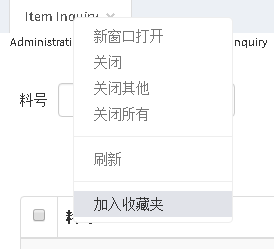 Item Inquiry
新窗口打开
Administrati
nquiry
关闭
关闭其他
料号
关闭所有
刷新
加入收藏夹